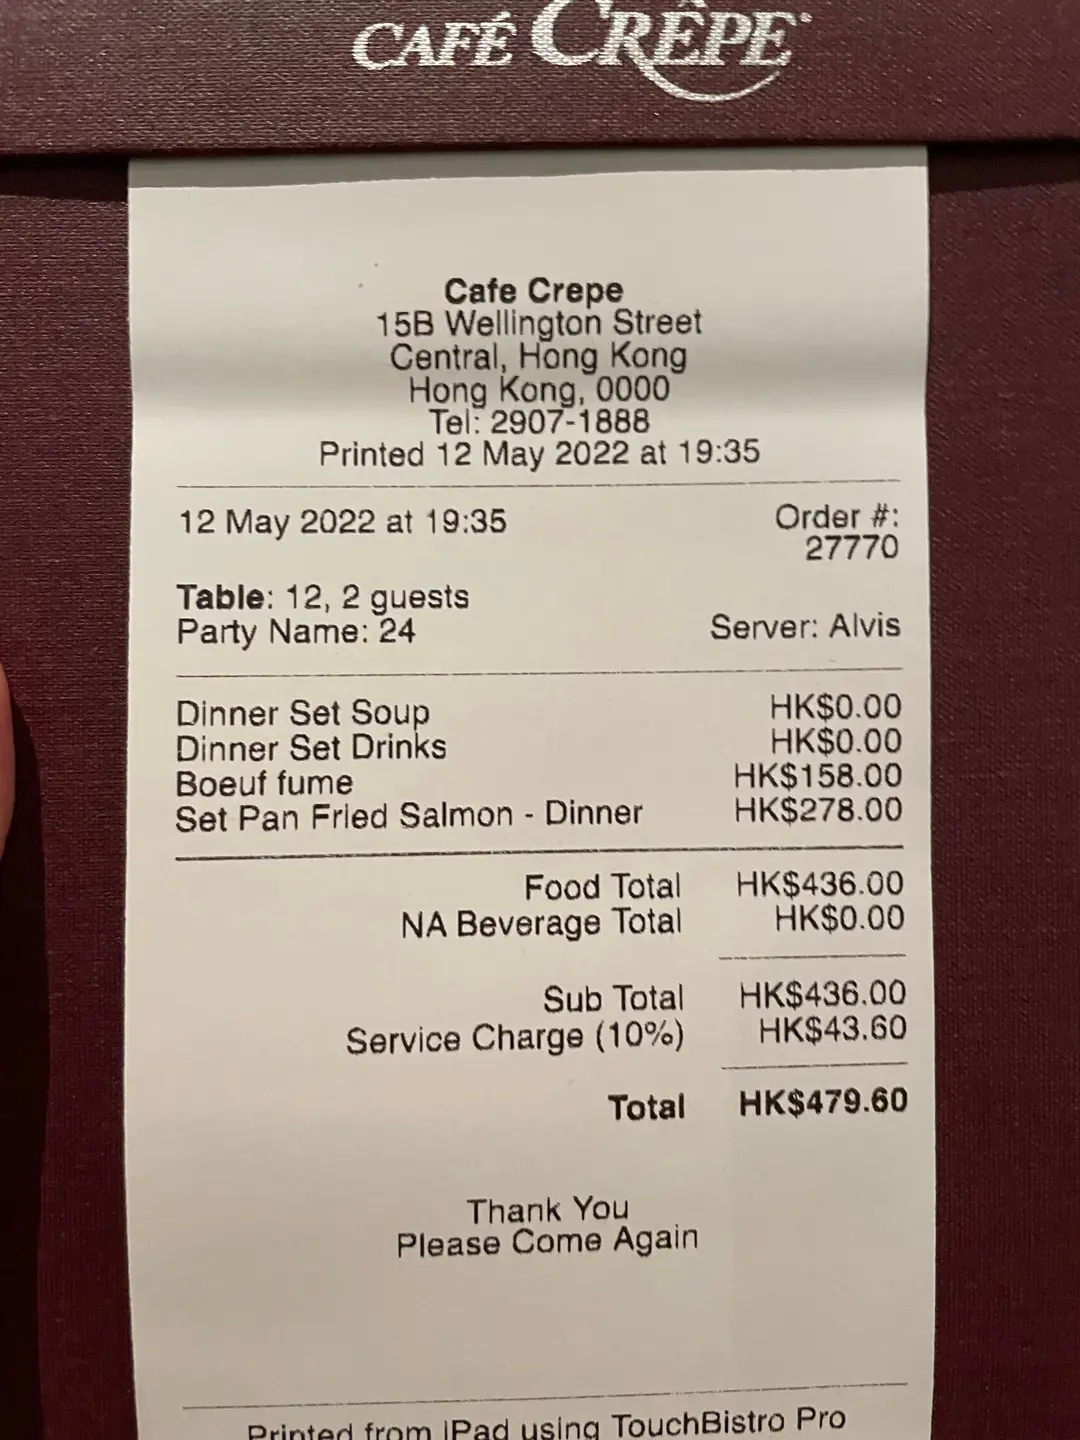 CAFÉ CRÊPE
Cafe Crepe
15B Wellington Street
Central, Hong Kong
Hong Kong, 0000
Tel: 2907-1888
Printed 12 May 2022 at 19:35
12 May 2022 at 19:35 Order #:
27770
Table: 12, 2 guests
Party Name: 24 Server: Alvis
Dinner Set Soup HK$0.00
Dinner Set Drinks HK$0.00
Boeuf fume HK$158.00
Set Pan Fried Salmon - Dinner HK$278.00
Food Total HK$436.00
NA Beverage Total HK$0.00
Sub Total HK$436.00
Service Charge (10%) HK$43.60
Total HK$479.60
Thank You
Please Come Again
Printed from iPad using TouchBistro Pro